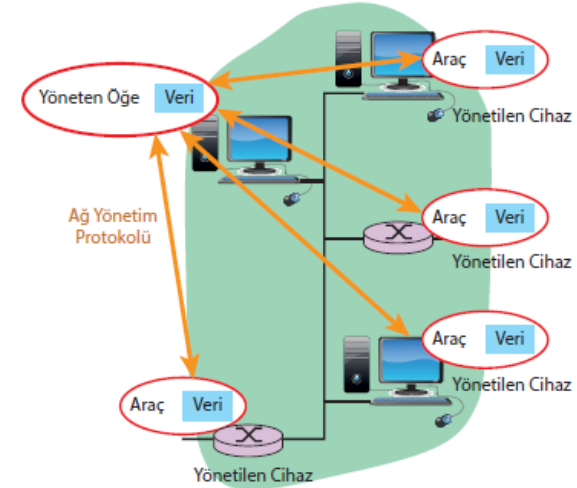 Araç Veri
Yönetilen Cihaz
Yöneten Öğe Veri
Ağ Yönetim
Protokolü
Araç Veri
Yönetilen Cihaz
Araç Veri
Yönetilen Cihaz
Araç Veri
Yönetilen Cihaz